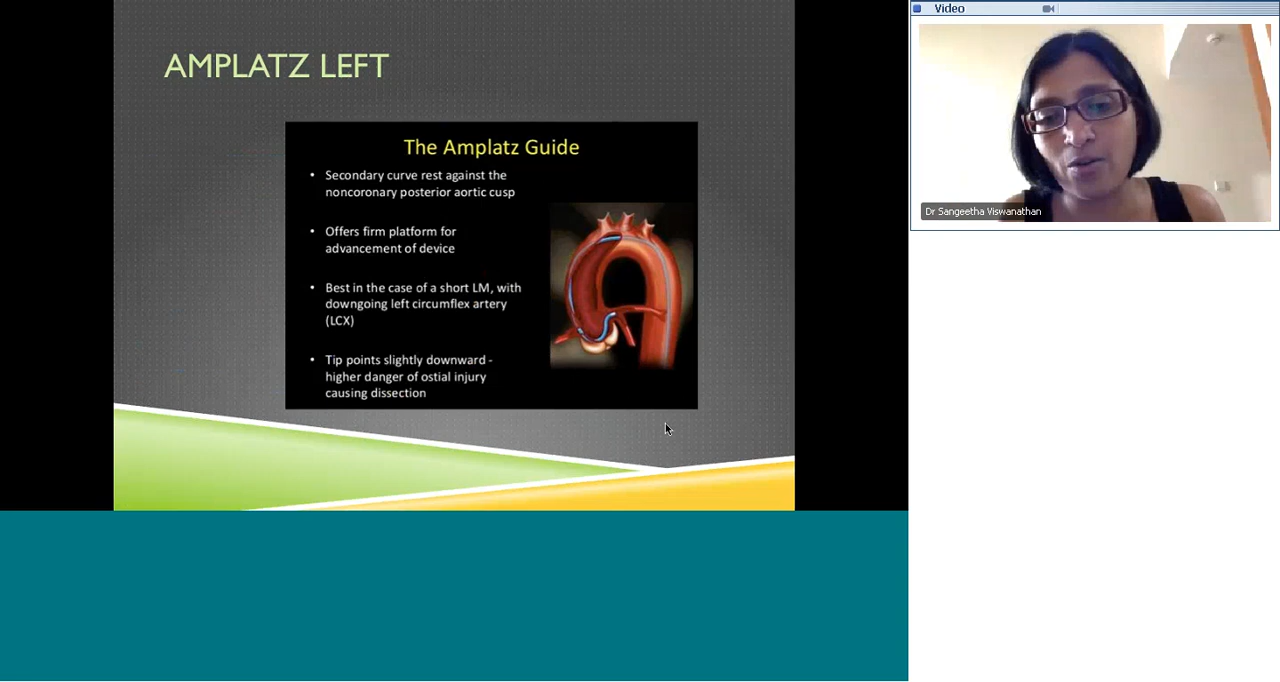 AMPLATZ LEFT
The Amplatz Guide
• Secondary curve rest against the
noncoronary posterior aortic cusp
• Offers firm platform for
advancement of device
• Best in the case of a short LM, with
downgoing left circumflex artery
(LCX)
• Tip points slightly downward -
higher danger of ostial injury
causing dissection
Video
Dr Sangeetha Viswanathan